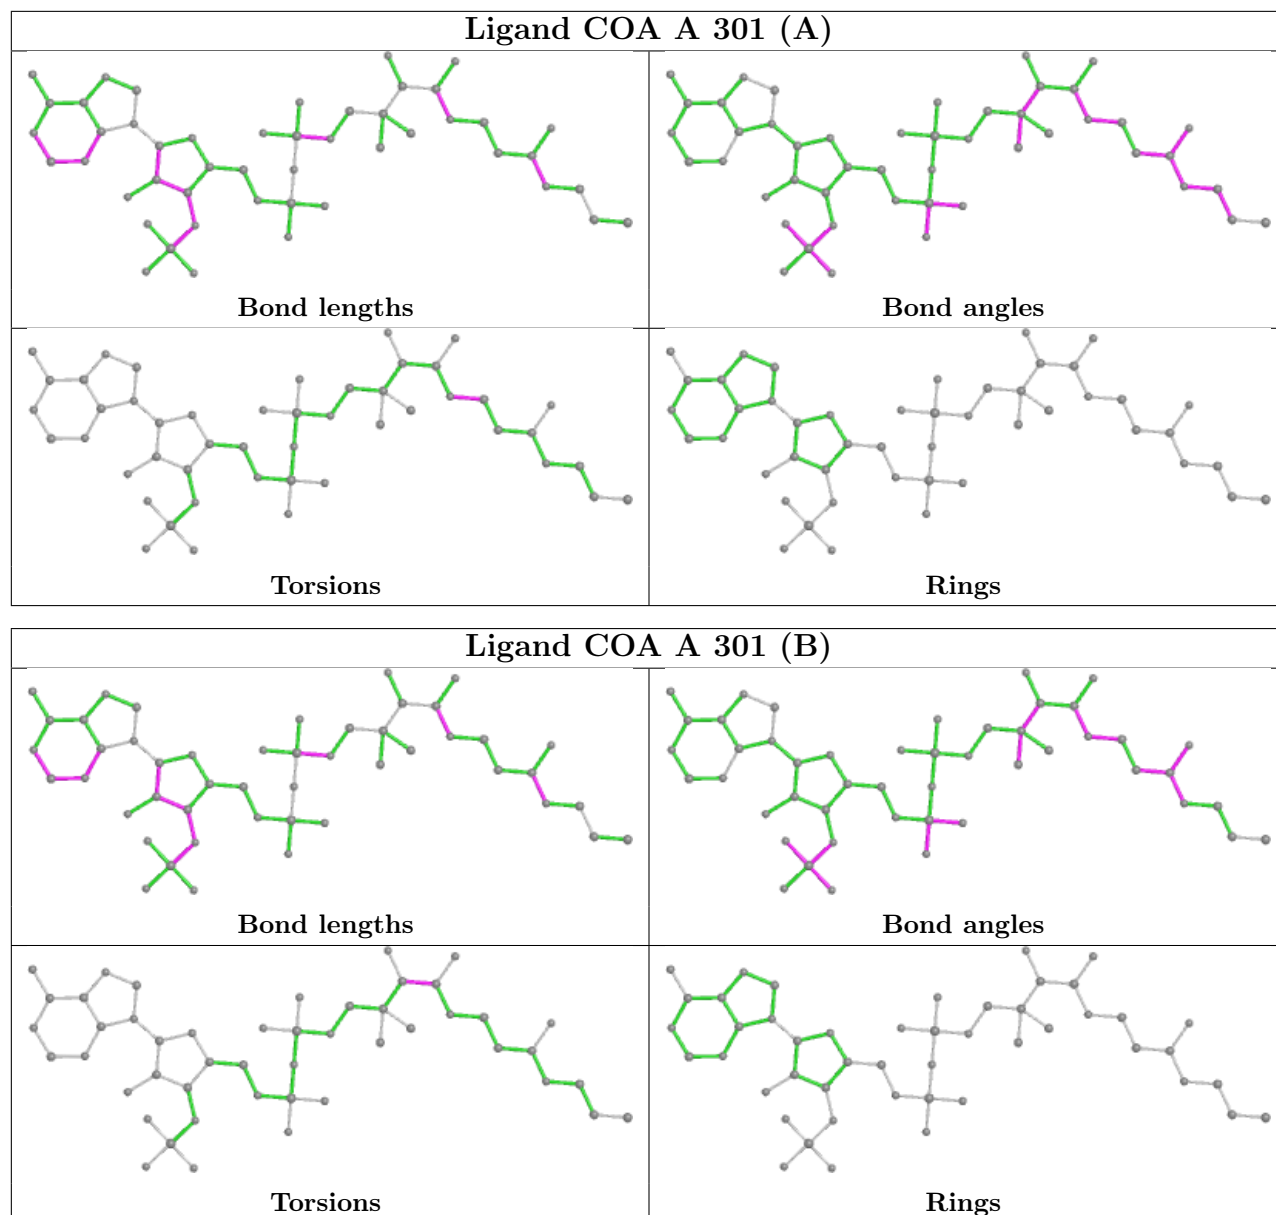 Ligand COA A 301 (A)
Bond lengths
Bond angles
Torsions
Rings
Ligand COA A 301 (B)
Bond lengths
Bond angles
Torsions
Rings